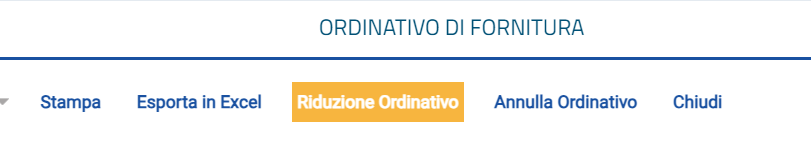 ORDINATIVO DI FORNITURA
Stampa Esporta in Excel Riduzione Ordinativo Annulla Ordinativo Chiudi